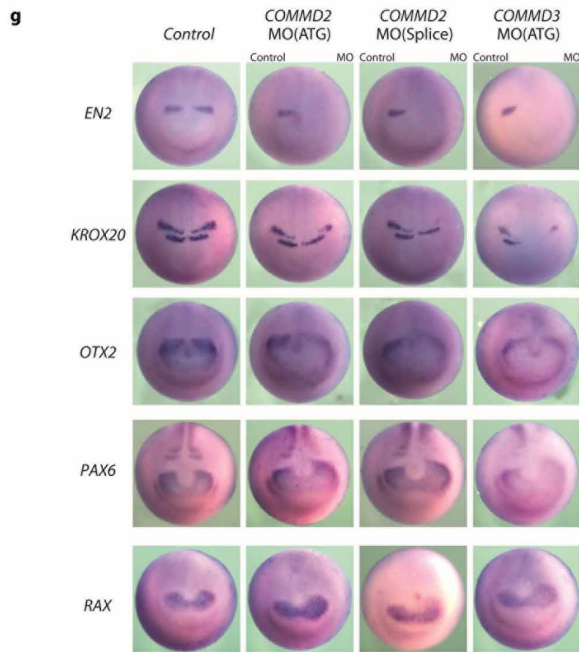 g
Control
COMMD2
MO(ATG)
COMMD2
MO(Splice)
COMMD3
MO(ATG)
Control MO
Control MO
Control MO
EN2
KROX20
OTX2
PAX6
RAX